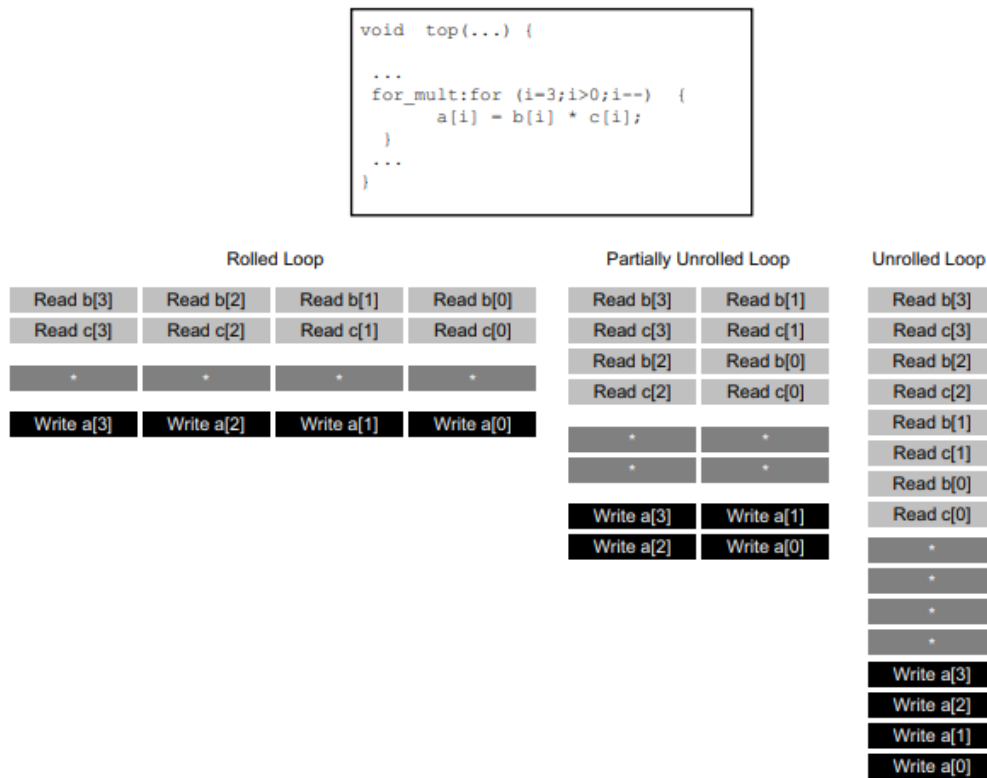 void top(...) {
...
for_mult:for (i=3;i>0;i--) {
a[i] = b[i] * c[i];
}
...
}
Rolled Loop Partially Unrolled Loop Unrolled Loop
Read b[3] Read b[2] Read b[1] Read b[0] Read b[3] Read b[1] Read b[3]
Read c[3] Read c[2] Read c[1] Read c[0] Read c[3] Read c[1] Read c[3]
Read b[2] Read b[0] Read b[2]
* * * * Read c[2] Read c[0] Read c[2]
Write a[3] Write a[2] Write a[1] Write a[0] * * Read b[1]
* * Read c[1]
Read b[0]
Write a[3] Write a[1] Read c[0]
Write a[2] Write a[0] *
*
*
*
Write a[3]
Write a[2]
Write a[1]
Write a[0]